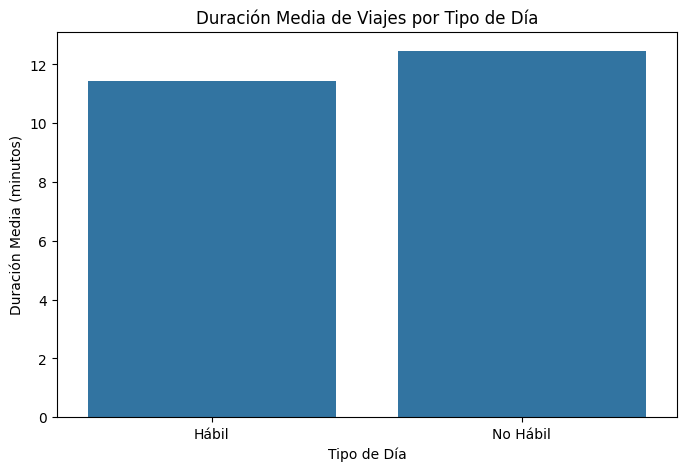 Duración Media de Viajes por Tipo de Día
Duración Media (minutos)
12
10
8
6
4
2
0
Hábil
No Hábil
Tipo de Día